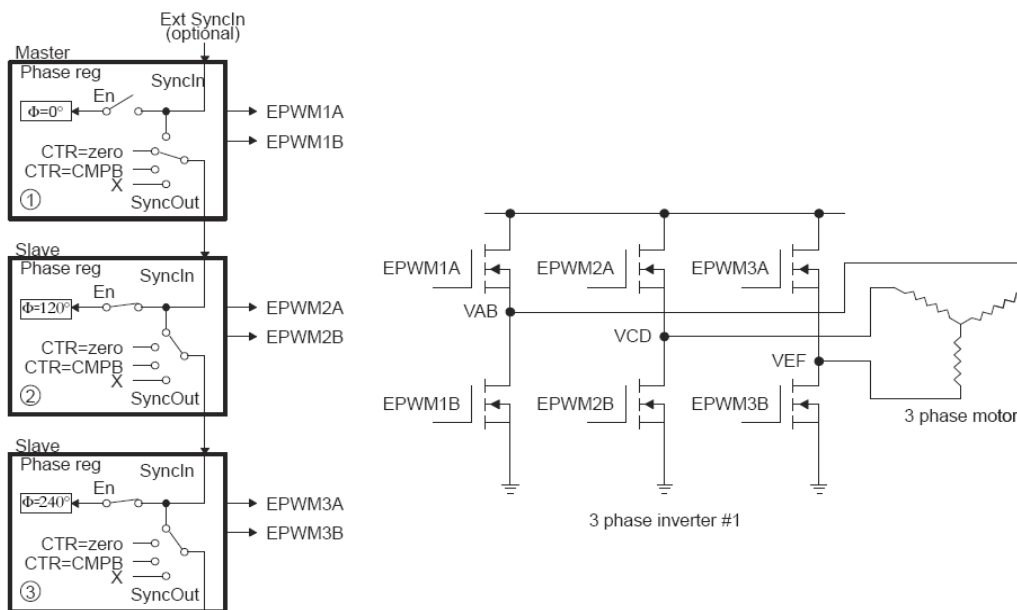 Ext SyncIn
(optional)
Master
Phase reg
SyncIn
En
Φ=0°
EPWM1A
EPWM1B
CTR=zero
CTR=CMPB
X
SyncOut
1
Slave
Phase reg
SyncIn
En
Φ=120°
EPWM2A
EPWM2B
CTR=zero
CTR=CMPB
X
SyncOut
2
Slave
Phase reg
SyncIn
En
Φ=240°
EPWM3A
EPWM3B
CTR=zero
CTR=CMPB
X
SyncOut
3
EPWM1A
EPWM2A
EPWM3A
VAB
VCD
VEF
EPWM1B
EPWM2B
EPWM3B
3 phase motor
3 phase inverter #1